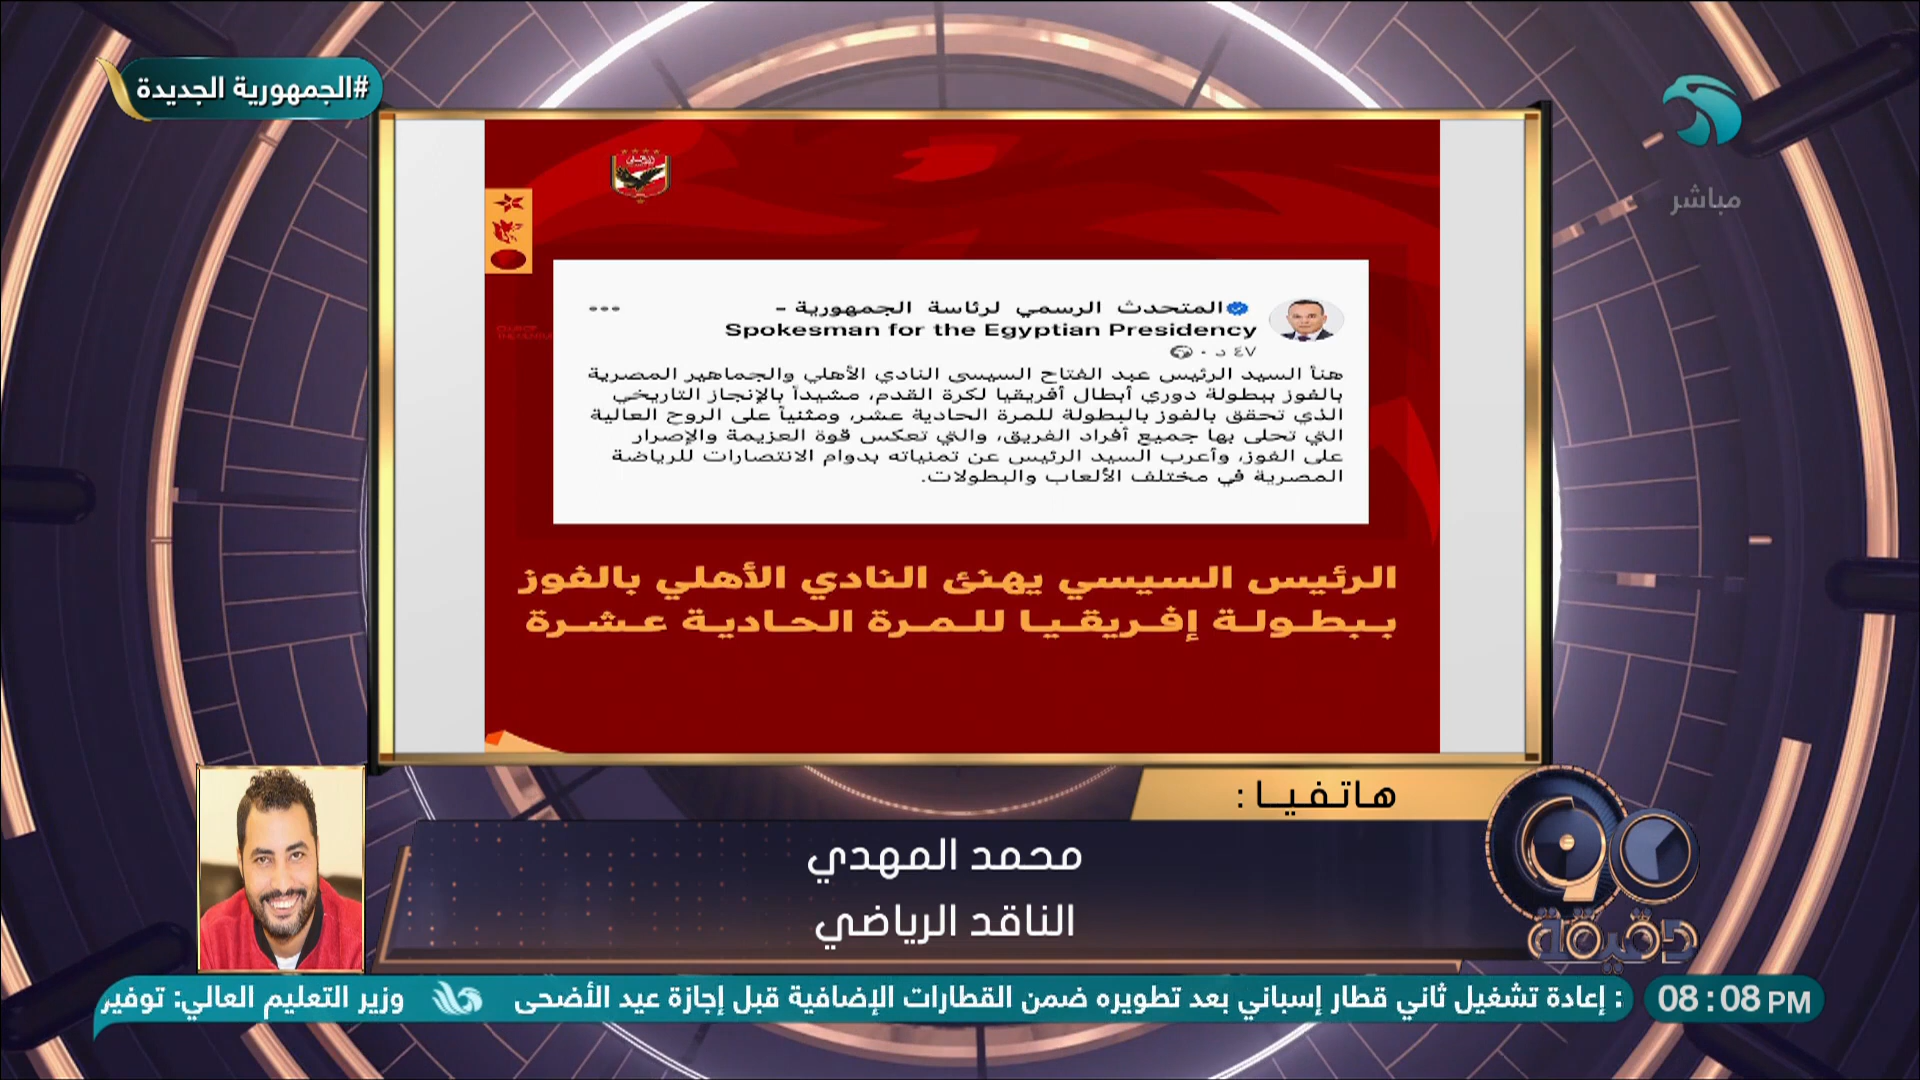 #الجمهورية الجديدة
مباشر
المتحدث الرسمي لرئاسة الجمهورية -
Spokesman for the Egyptian Presidency
٤٧ د ·
هنأ السيد الرئيس عبد الفتاح السيسي النادي الأهلي والجماهير المصرية
بالفوز ببطولة دوري أبطال أفريقيا لكرة القدم، مشيداً بالإنجاز التاريخي
الذي تحقق بالفوز بالبطولة للمرة الحادية عشر، ومثنياً على الروح العالية
التي تحلى بها جميع أفراد الفريق، والتي تعكس قوة العزيمة والإصرار
على الفوز، وأعرب السيد الرئيس عن تمنياته بدوام الانتصارات للرياضة
المصرية في مختلف الألعاب والبطولات.
الرئيس السيسي يهنئ النادي الأهلي بالفوز
ببطولة إفريقيا للمرة الحادية عشرة
هاتفيا :
محمد المهدي
الناقد الرياضي
90
دقيقة
: إعادة تشغيل ثاني قطار إسباني بعد تطويره ضمن القطارات الإضافية قبل إجازة عيد الأضحى
وزير التعليم العالي: توفير
08:08 PM